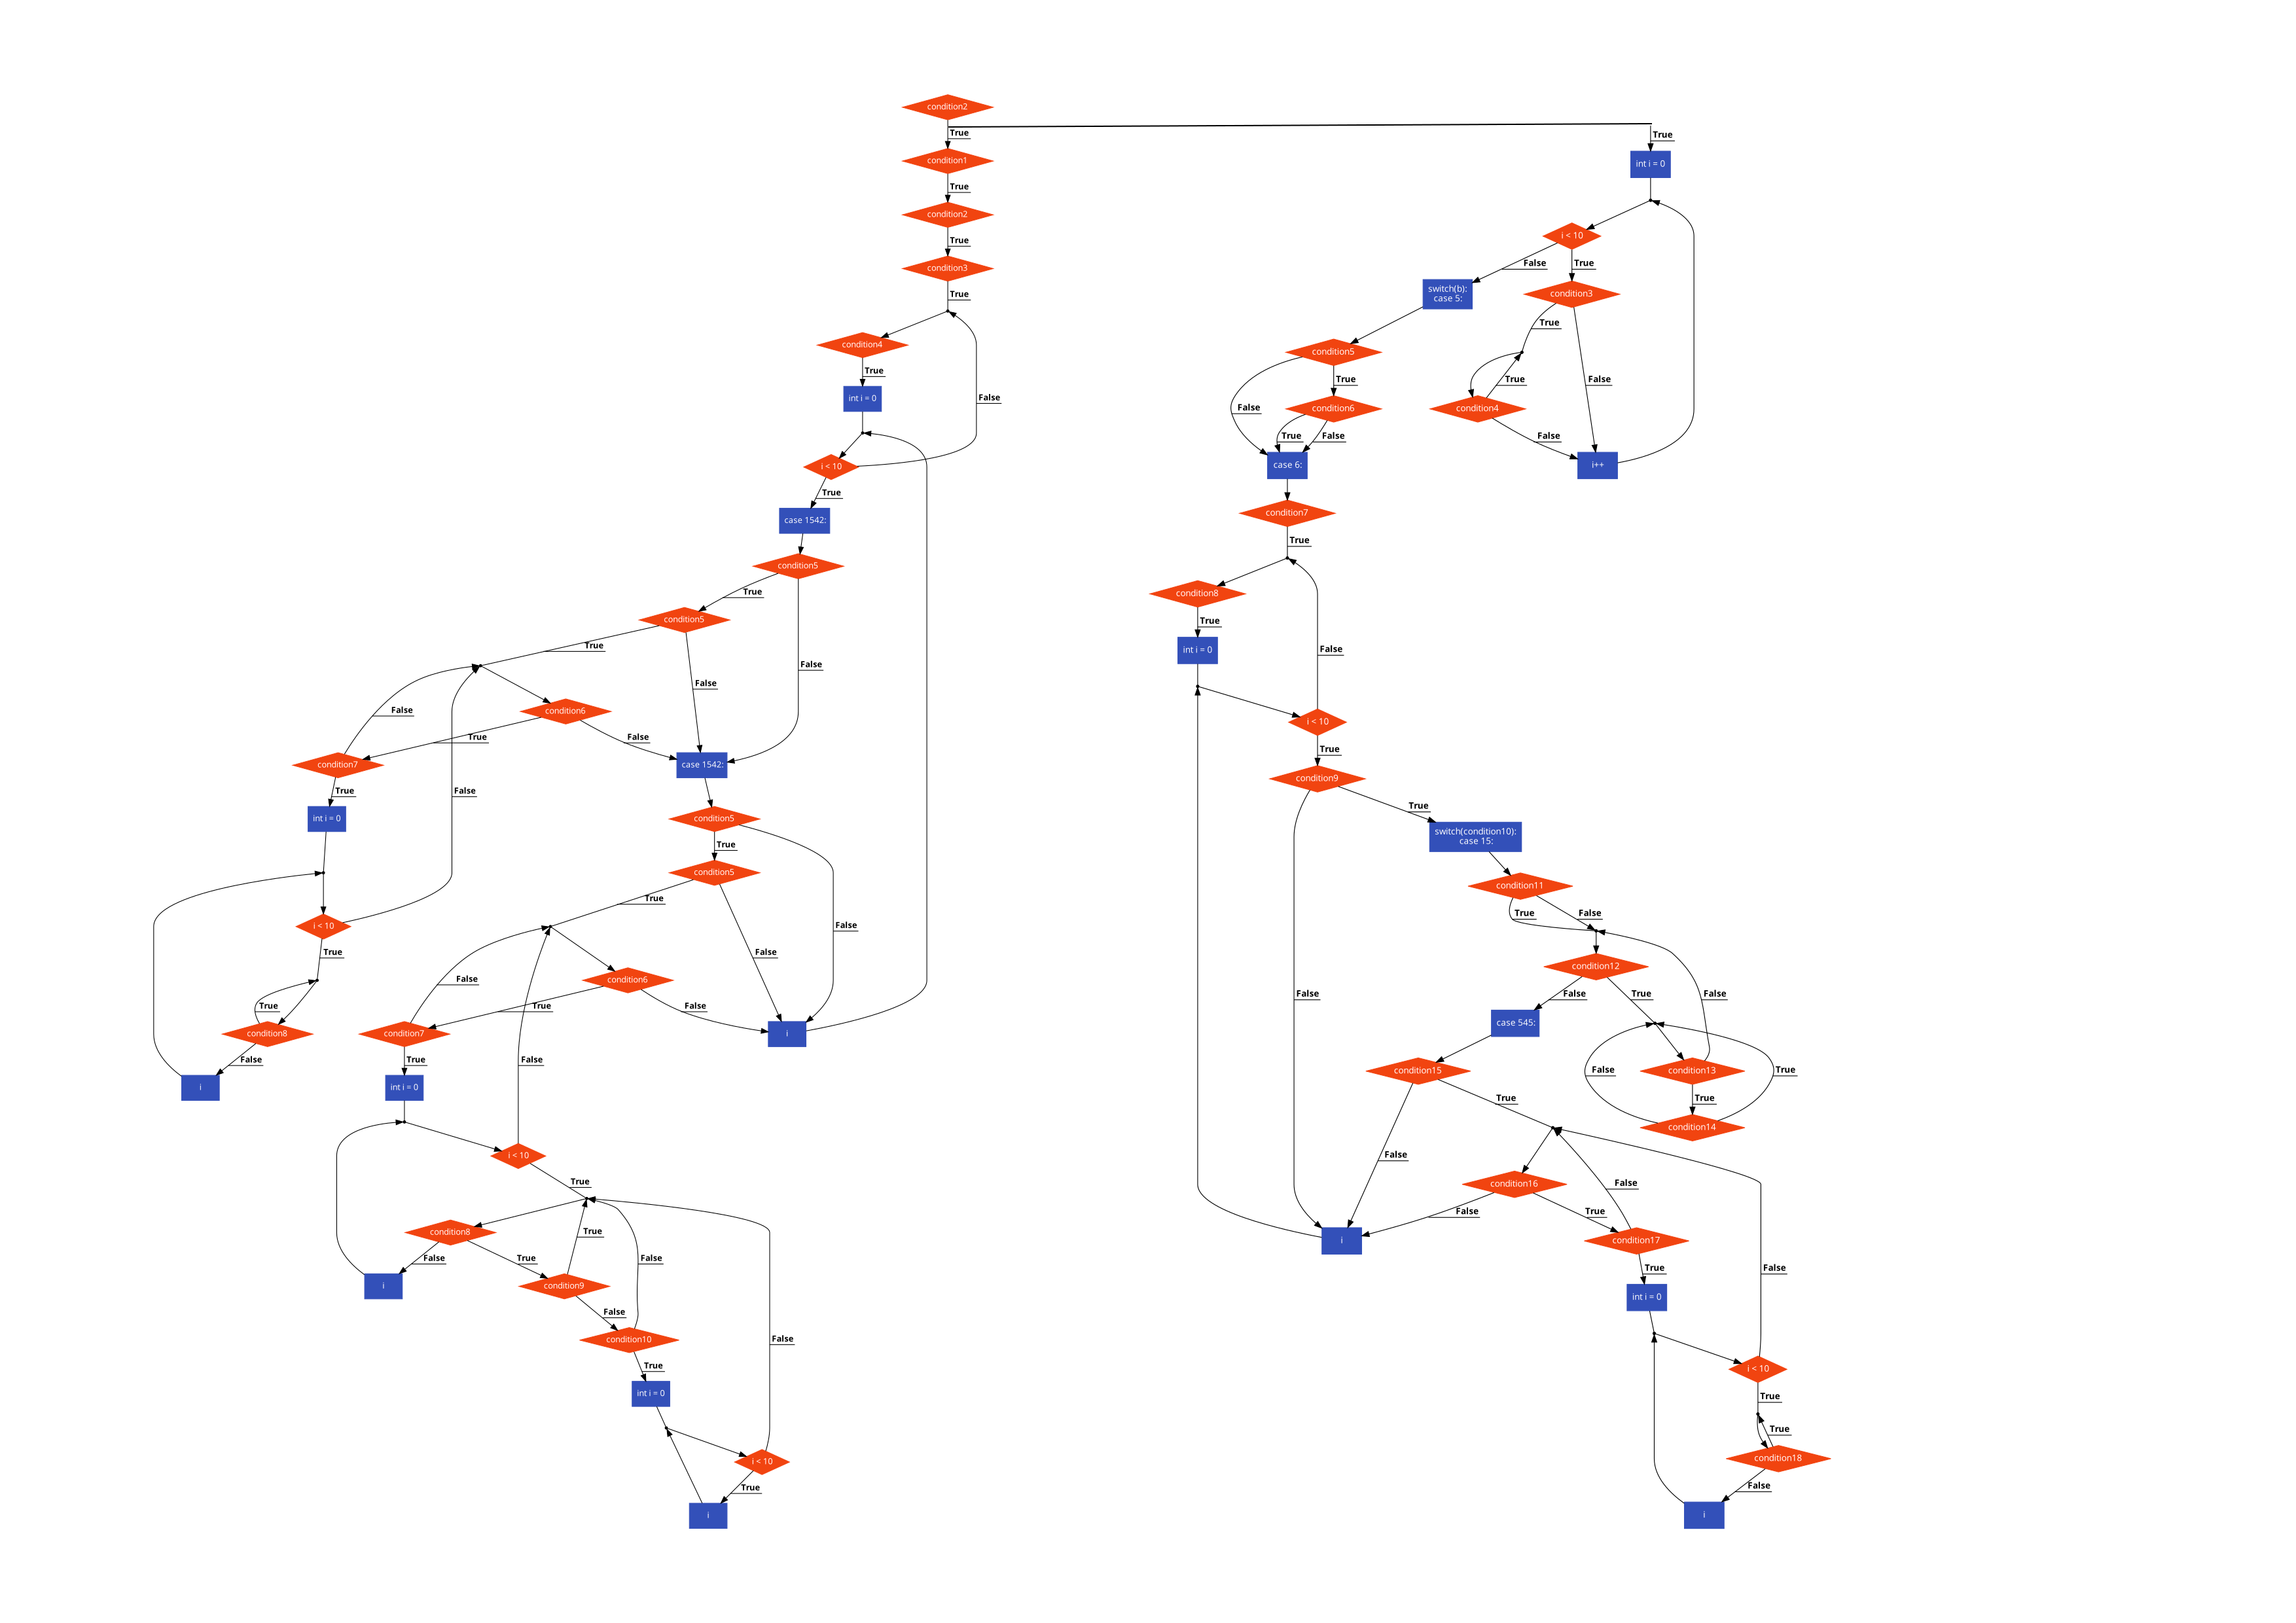 condition2
True
condition1
True
condition2
True
condition3
True
condition4
True
int i = 0
False
i < 10
True
case 1542:
condition5
True
condition5
True
False
False
condition6
False
True
False
condition7
case 1542:
True
False
int i = 0
condition5
True
condition5
True
i < 10
False
True
False
condition6
False
True
False
True
condition8
condition7
i
False
True
False
i
int i = 0
i < 10
True
condition8
True
False
True
False
i
condition9
False
condition10
False
True
int i = 0
i < 10
True
i
True
int i = 0
i < 10
False
True
switch(b):
case 5:
condition3
True
condition5
True
True
False
condition6
condition4
False
True
False
False
case 6:
i++
condition7
True
condition8
True
int i = 0
False
i < 10
True
condition9
True
switch(condition10):
case 15:
condition11
True
False
condition12
False
True
False
False
case 545:
condition15
condition13
False
True
True
True
condition14
False
condition16
False
False
True
i
condition17
True
False
int i = 0
i < 10
True
True
condition18
False
i